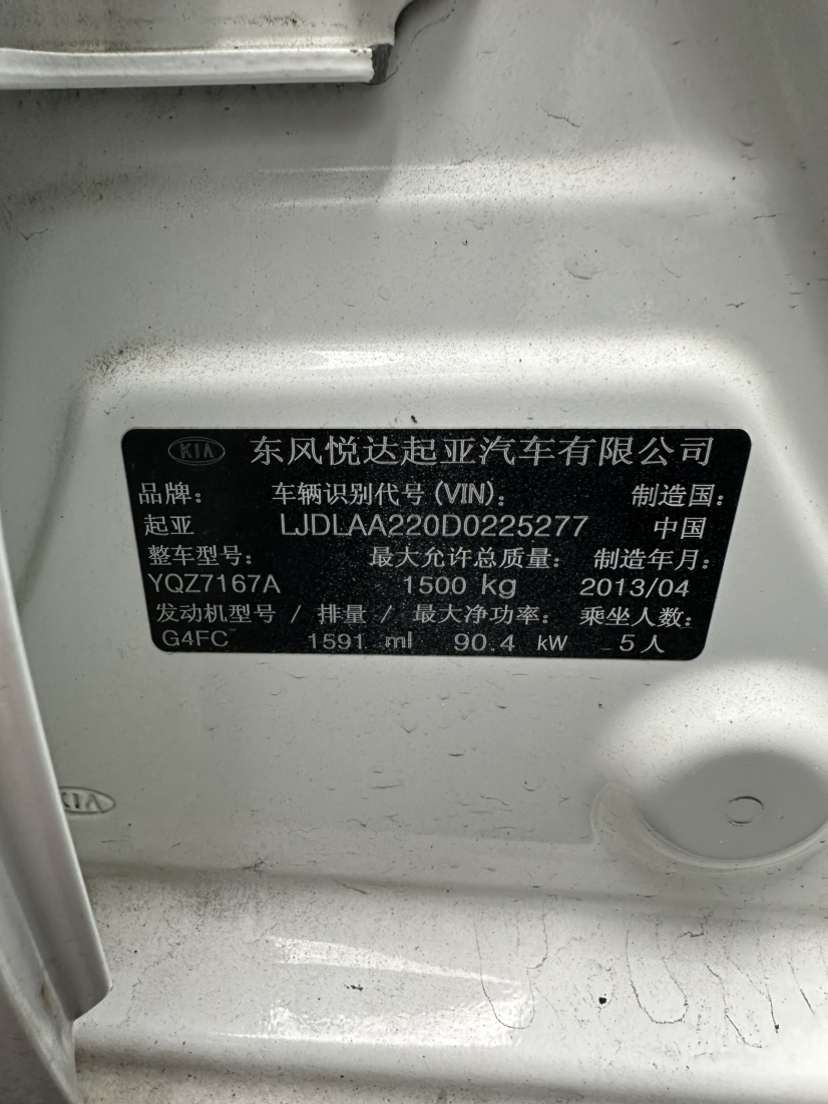 KIA 东风悦达起亚汽车有限公司
品牌： 车辆识别代号(VIN)： 制造国：
起亚 LJDLAA220D0225277 中国
整车型号： 最大允许总质量： 制造年月：
YQZ7167A 1500 kg 2013/04
发动机型号 / 排量 / 最大净功率： 乘坐人数：
G4FC 1591 ml 90.4 kW 5人
KIA